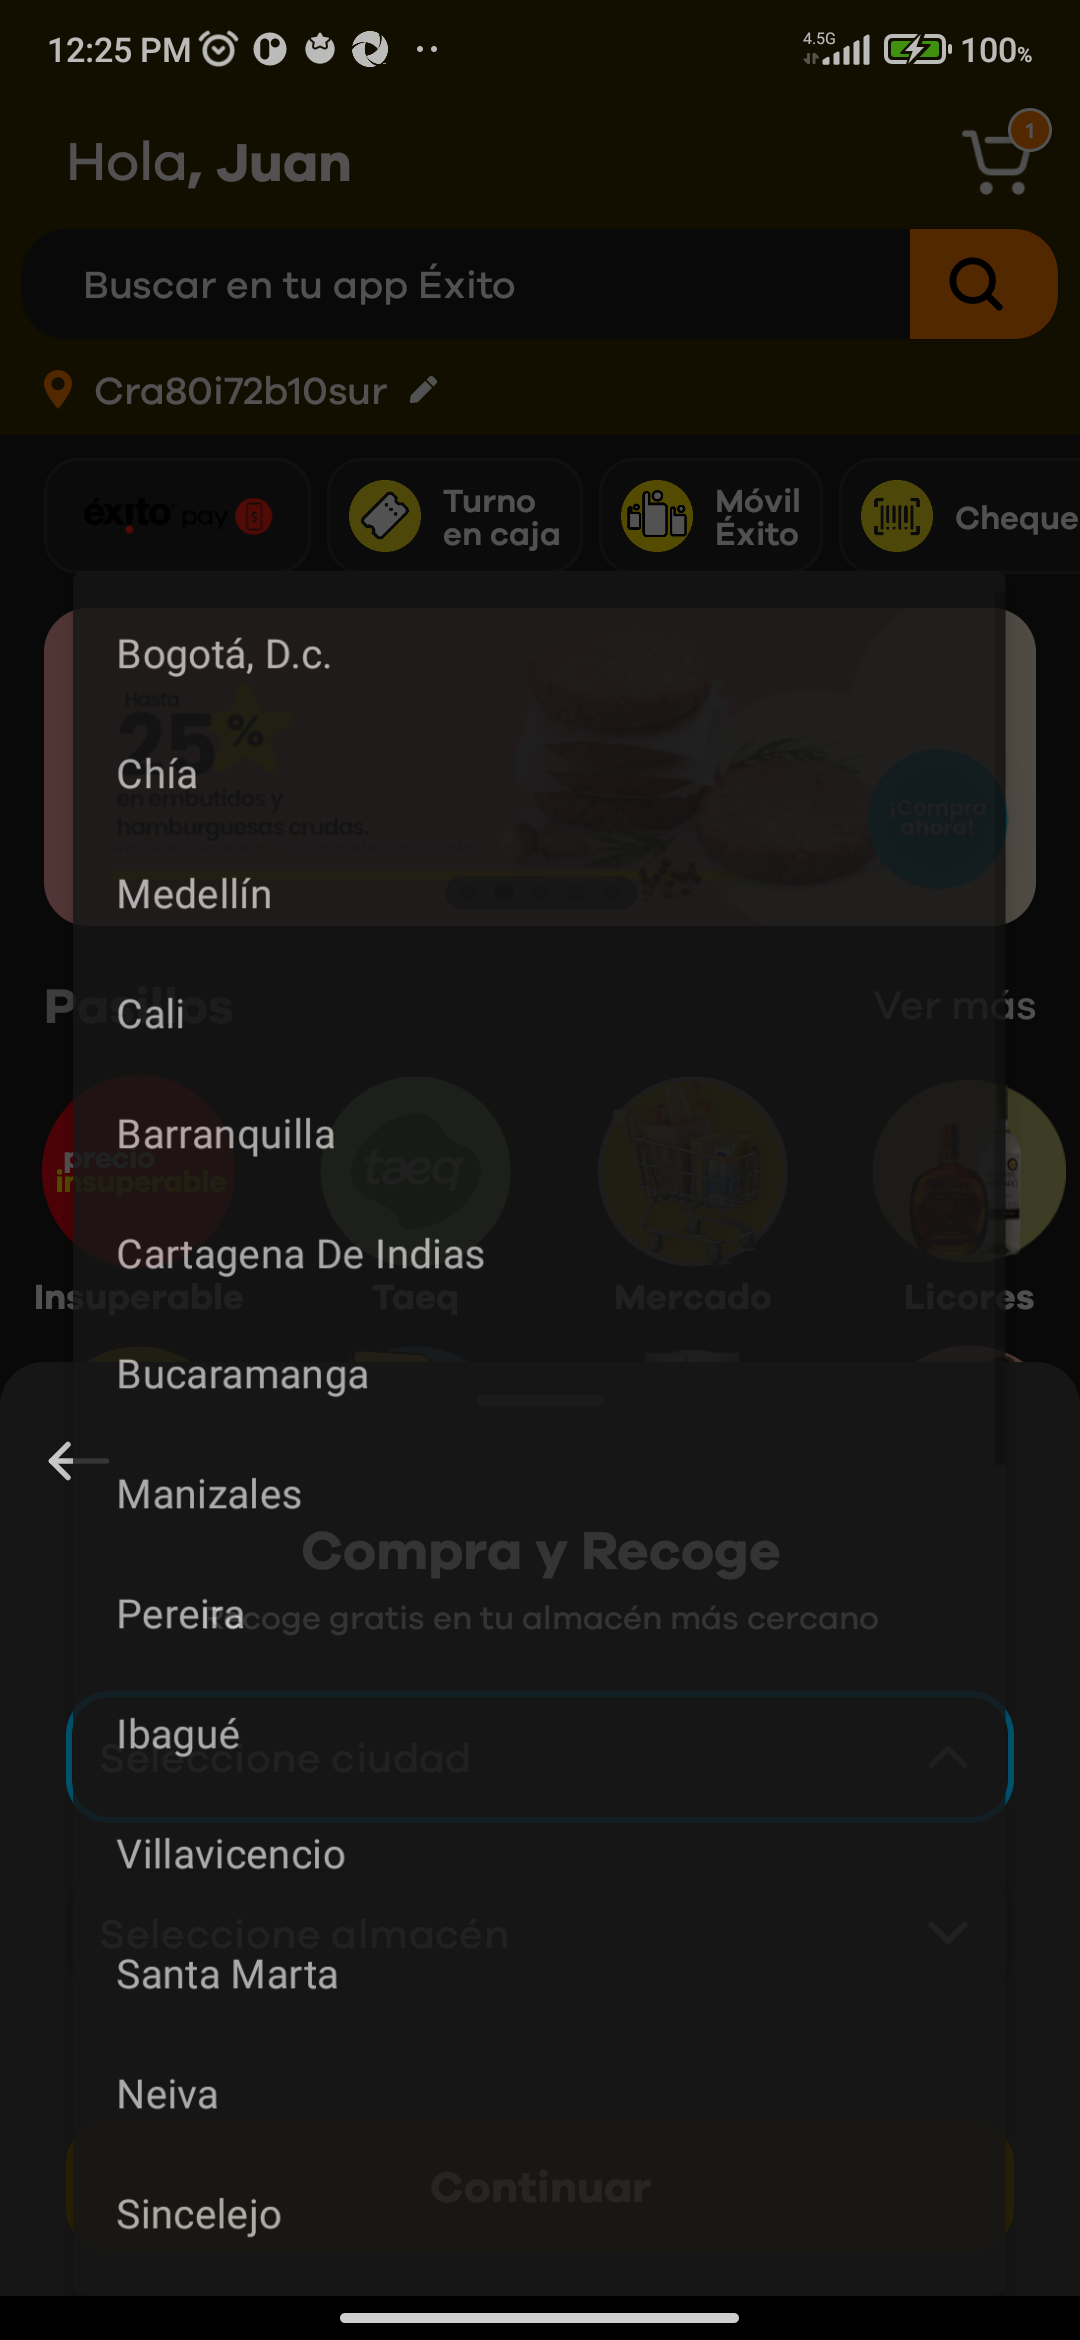 12:25 PM
4.5G
100%
Hola, Juan
1
Buscar en tu app Éxito
Cra80i72b10sur
éxito pay
$
Turno
en caja
Móvil
Éxito
Cheque
Bogotá, D.c.
Hasta
25%
Chía
en embutidos y
hamburguesas crudas.
¡Compra
ahora!
Medellín
Pasillos
Ver más
Cali
Barranquilla
precio
insuperable
taeq
Cartagena De Indias
Insuperable
Taeq
Mercado
Licores
Bucaramanga
Manizales
Compra y Recoge
Pereira
Recoge gratis en tu almacén más cercano
Ibagué
Seleccione ciudad
Villavicencio
Seleccione almacén
Santa Marta
Neiva
Continuar
Sincelejo